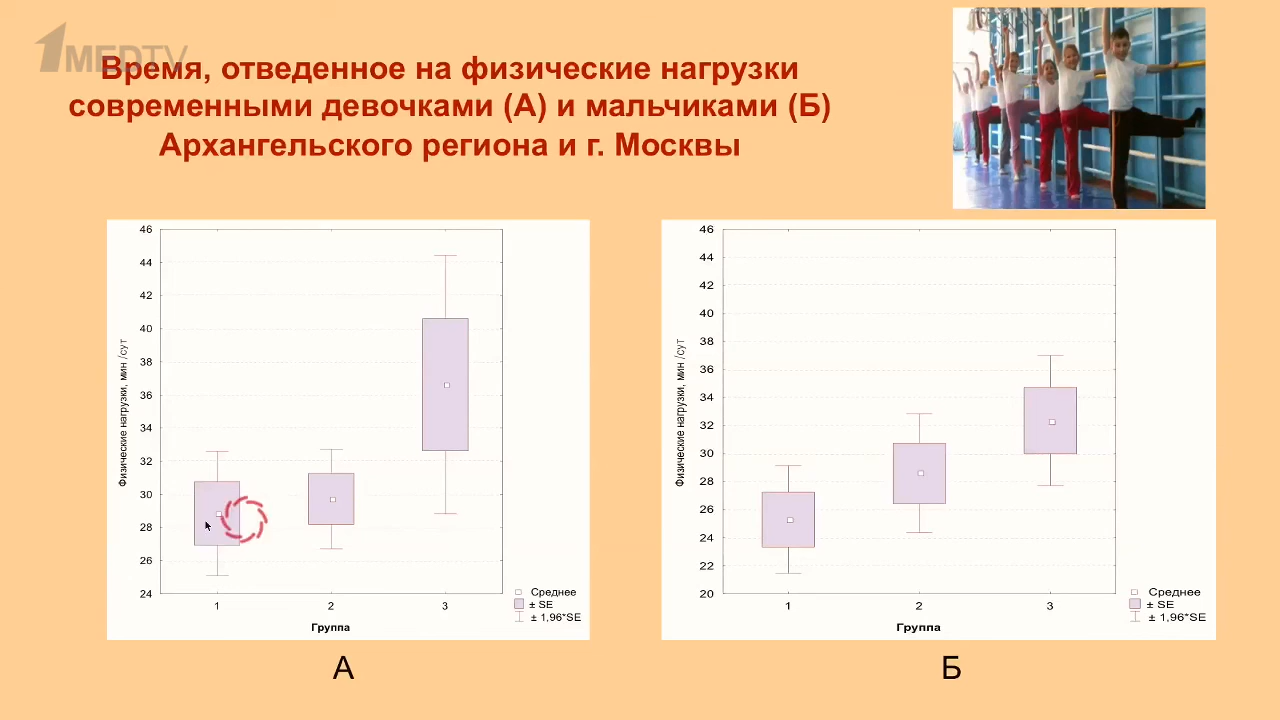 1MEDTV
Время, отведенное на физические нагрузки
современными девочками (А) и мальчиками (Б)
Архангельского региона и г. Москвы
46
44
42
40
38
36
34
32
30
28
26
24
Физические нагрузки, мин /сут
1 2 3
Группа
Среднее
± SE
± 1,96*SE
А
46
44
42
40
38
36
34
32
30
28
26
24
22
20
Физические нагрузки, мин /сут
1 2 3
Группа
Среднее
± SE
± 1,96*SE
Б